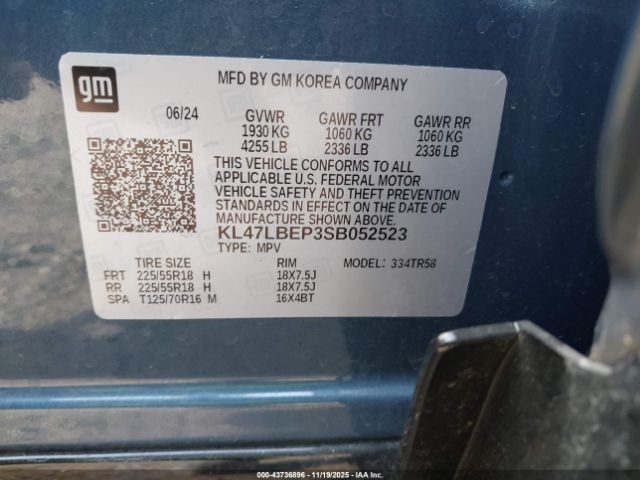 gm
MFD BY GM KOREA COMPANY
06/24 GVWR GAWR FRT GAWR RR
1930 KG 1060 KG 1060 KG
4255 LB 2336 LB 2336 LB
THIS VEHICLE CONFORMS TO ALL
APPLICABLE U.S. FEDERAL MOTOR
VEHICLE SAFETY AND THEFT PREVENTION
STANDARDS IN EFFECT ON THE DATE OF
MANUFACTURE SHOWN ABOVE.
KL47LBEP3SB052523
TYPE: MPV
TIRE SIZE RIM MODEL: 334TR58
FRT 225/55R18 H 18X7.5J
RR 225/55R18 H 18X7.5J
SPA T125/70R16 M 16X4BT
000-43736896 - 11/19/2025 - IAAI.com